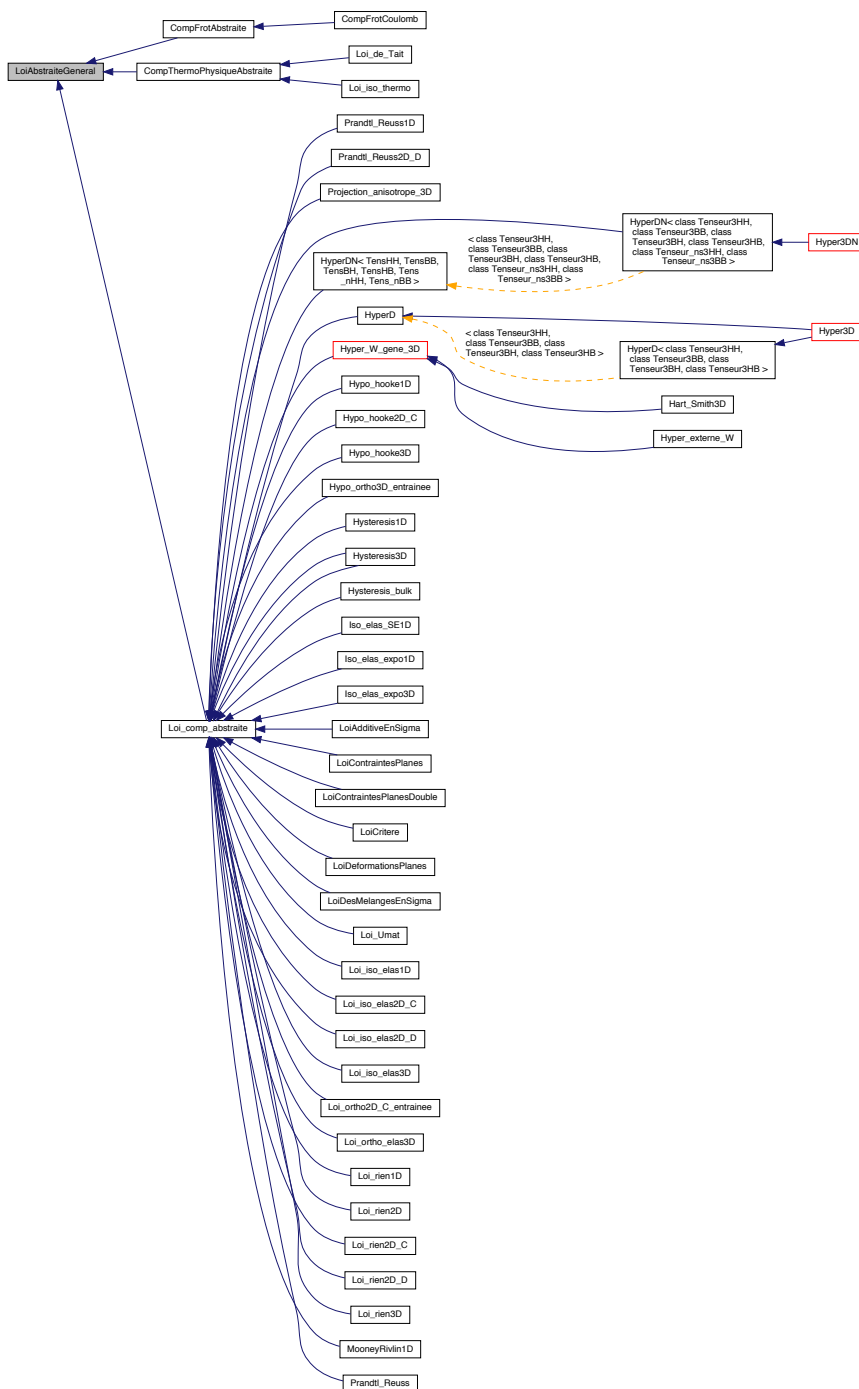 CompFrotCoulomb
CompFrotAbstraite
Loi_de_Tait
LoiAbstraiteGeneral
CompThermoPhysiqueAbstraite
Loi_iso_thermo
Prandtl_Reuss1D
Prandtl_Reuss2D_D
Projection_anisotrope_3D
HyperDN< class Tenseur3HH,
class Tenseur3BB, class
Tenseur3BH, class Tenseur3HB,
class Tenseur_ns3HH, class
Tenseur_ns3BB >
Hyper3DN
< class Tenseur3HH,
class Tenseur3BB, class
Tenseur3BH, class Tenseur3HB,
class Tenseur_ns3HH, class
Tenseur_ns3BB >
HyperDN< TensHH, TensBB,
TensBH, TensHB, Tens
_nHH, Tens_nBB >
HyperD
Hyper3D
< class Tenseur3HH,
class Tenseur3BB, class
Tenseur3BH, class Tenseur3HB >
HyperD< class Tenseur3HH,
class Tenseur3BB, class
Tenseur3BH, class Tenseur3HB >
Hyper_W_gene_3D
Hypo_hooke1D
Hart_Smith3D
Hypo_hooke2D_C
Hyper_externe_W
Hypo_hooke3D
Hypo_ortho3D_entrainee
Hysteresis1D
Hysteresis3D
Hysteresis_bulk
Iso_elas_SE1D
Iso_elas_expo1D
Iso_elas_expo3D
Loi_comp_abstraite
LoiAdditiveEnSigma
LoiContraintesPlanes
LoiContraintesPlanesDouble
LoiCritere
LoiDeformationsPlanes
LoiDesMelangesEnSigma
Loi_Umat
Loi_iso_elas1D
Loi_iso_elas2D_C
Loi_iso_elas2D_D
Loi_iso_elas3D
Loi_ortho2D_C_entrainee
Loi_ortho_elas3D
Loi_rien1D
Loi_rien2D
Loi_rien2D_C
Loi_rien2D_D
Loi_rien3D
MooneyRivlin1D
Prandtl_Reuss